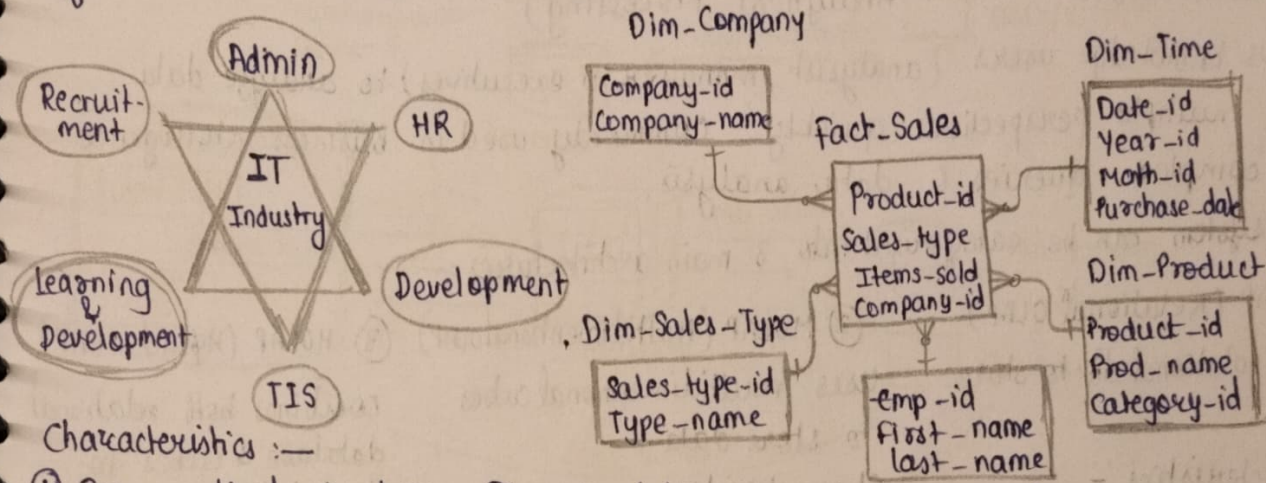 Admin
Recruit-
ment
HR
IT
Industry
Learning
&
Development
Development
TIS
Characteristics :—
Dim-Company
Company-id
Company-name
Fact-Sales
Product-id
Sales-type
Items-sold
Company-id
Dim-Time
Date-id
Year-id
Moth-id
Purchase-date
Dim-Product
Product-id
Prod-name
Category-id
Dim-Sales-Type
Sales-type-id
Type-name
emp-id
First-name
last-name